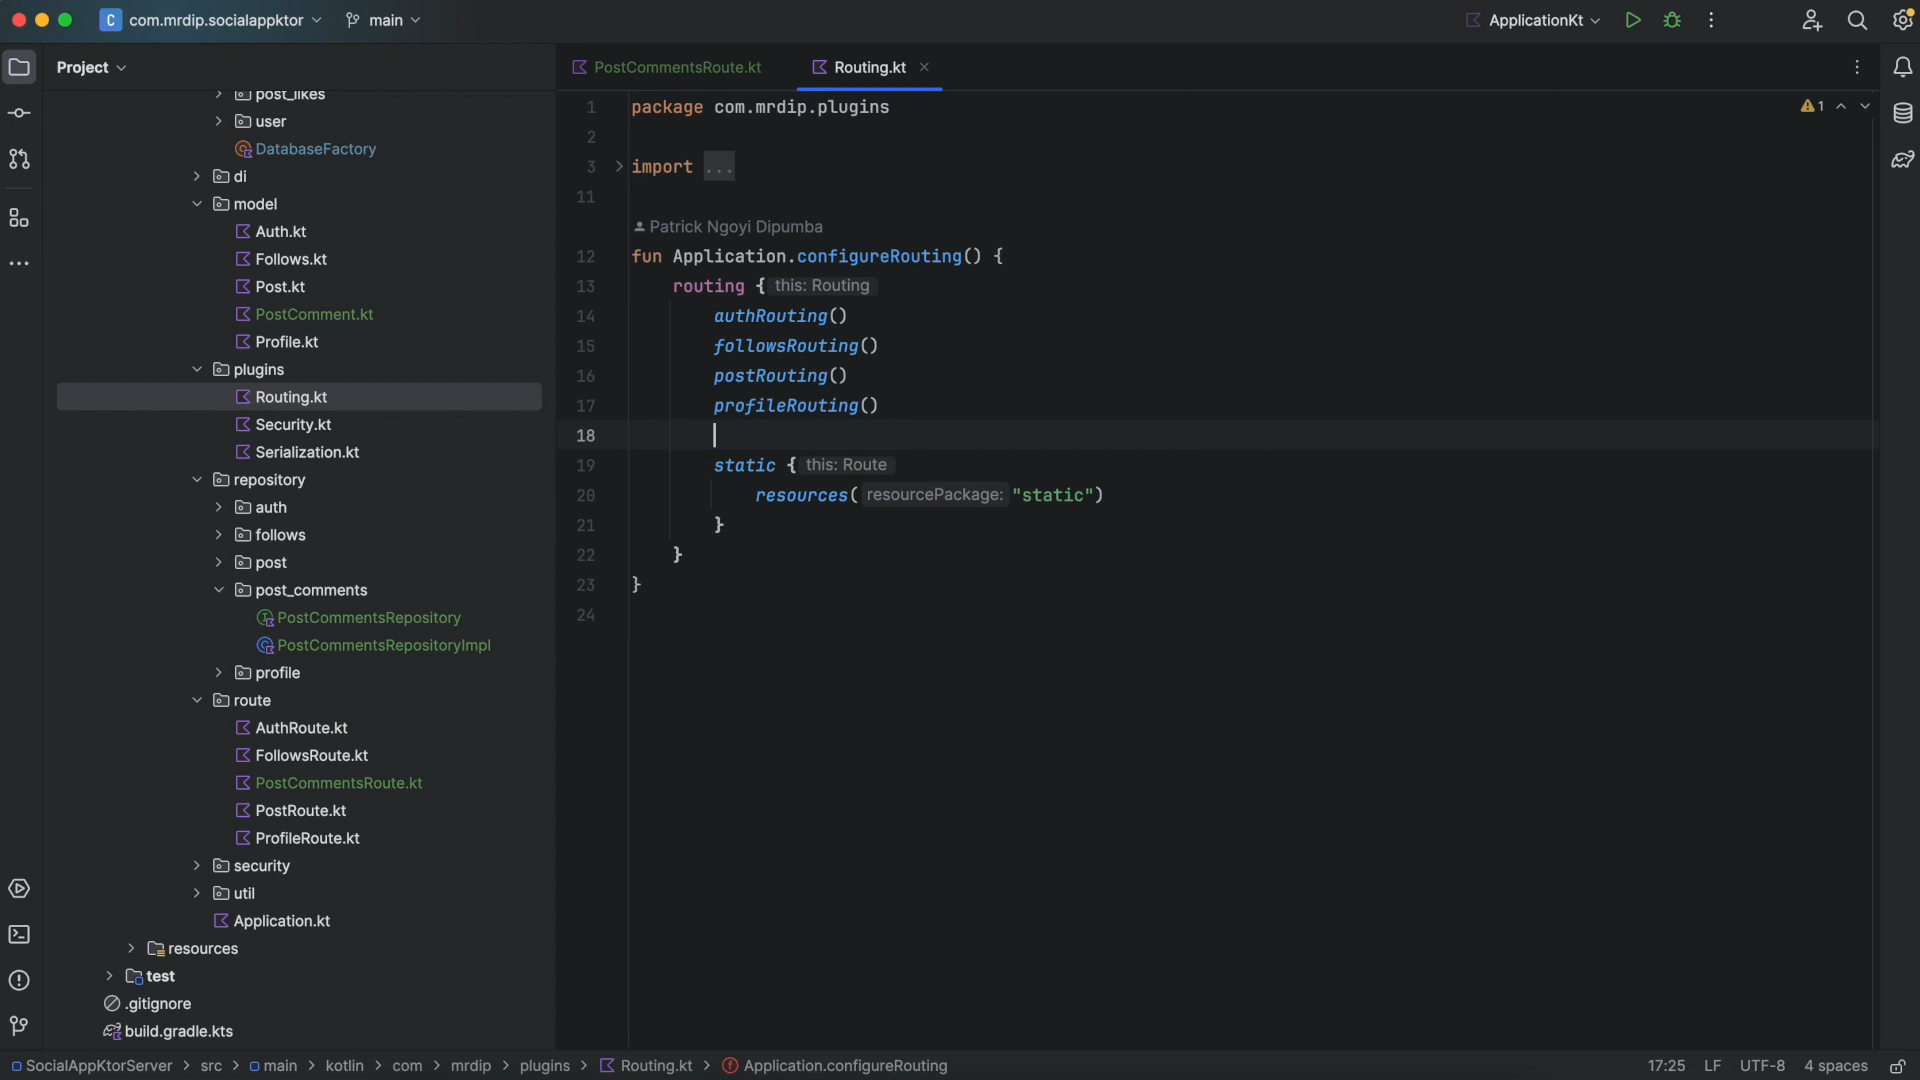 C com.mrdip.socialappktor main ApplicationKt
Project
PostCommentsRoute.kt Routing.kt
post_likes
user
DatabaseFactory
di
model
Auth.kt
Follows.kt
Post.kt
PostComment.kt
Profile.kt
plugins
Routing.kt
Security.kt
Serialization.kt
repository
auth
follows
post
post_comments
PostCommentsRepository
PostCommentsRepositoryImpl
profile
route
AuthRoute.kt
FollowsRoute.kt
PostCommentsRoute.kt
PostRoute.kt
ProfileRoute.kt
security
util
Application.kt
resources
test
.gitignore
build.gradle.kts
1 package com.mrdip.plugins
1
2
3 import ...
11
Patrick Ngoyi Dipumba
12 fun Application.configureRouting() {
13 routing { this: Routing
14 authRouting()
15 followsRouting()
16 postRouting()
17 profileRouting()
18
19 static { this: Route
20 resources( resourcePackage: "static")
21 }
22 }
23 }
24
SocialAppKtorServer > src > main > kotlin > com > mrdip > plugins > Routing.kt > Application.configureRouting 17:25 LF UTF-8 4 spaces